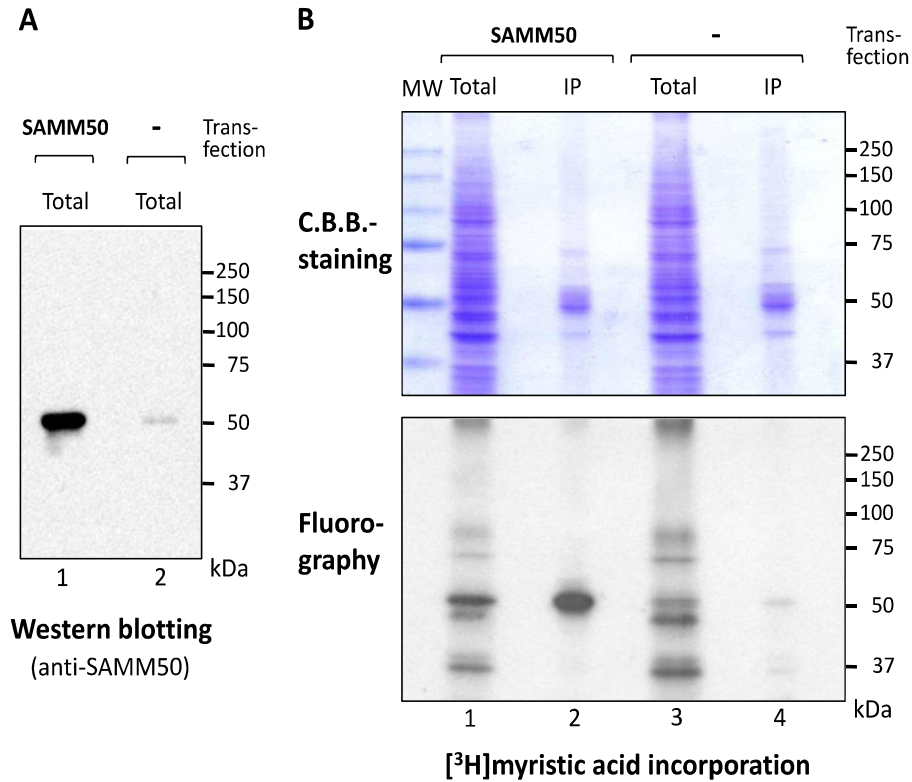 A
SAMM50 - Trans-
fection
Total Total
250
150
100
75
50
37
1 2 kDa
Western blotting
(anti-SAMM50)
B
SAMM50 - Trans-
fection
MW Total IP Total IP
C.B.B.-
staining
250
150
100
75
50
37
Fluoro-
graphy
250
150
100
75
50
37
1 2 3 4 kDa
[³H]myristic acid incorporation